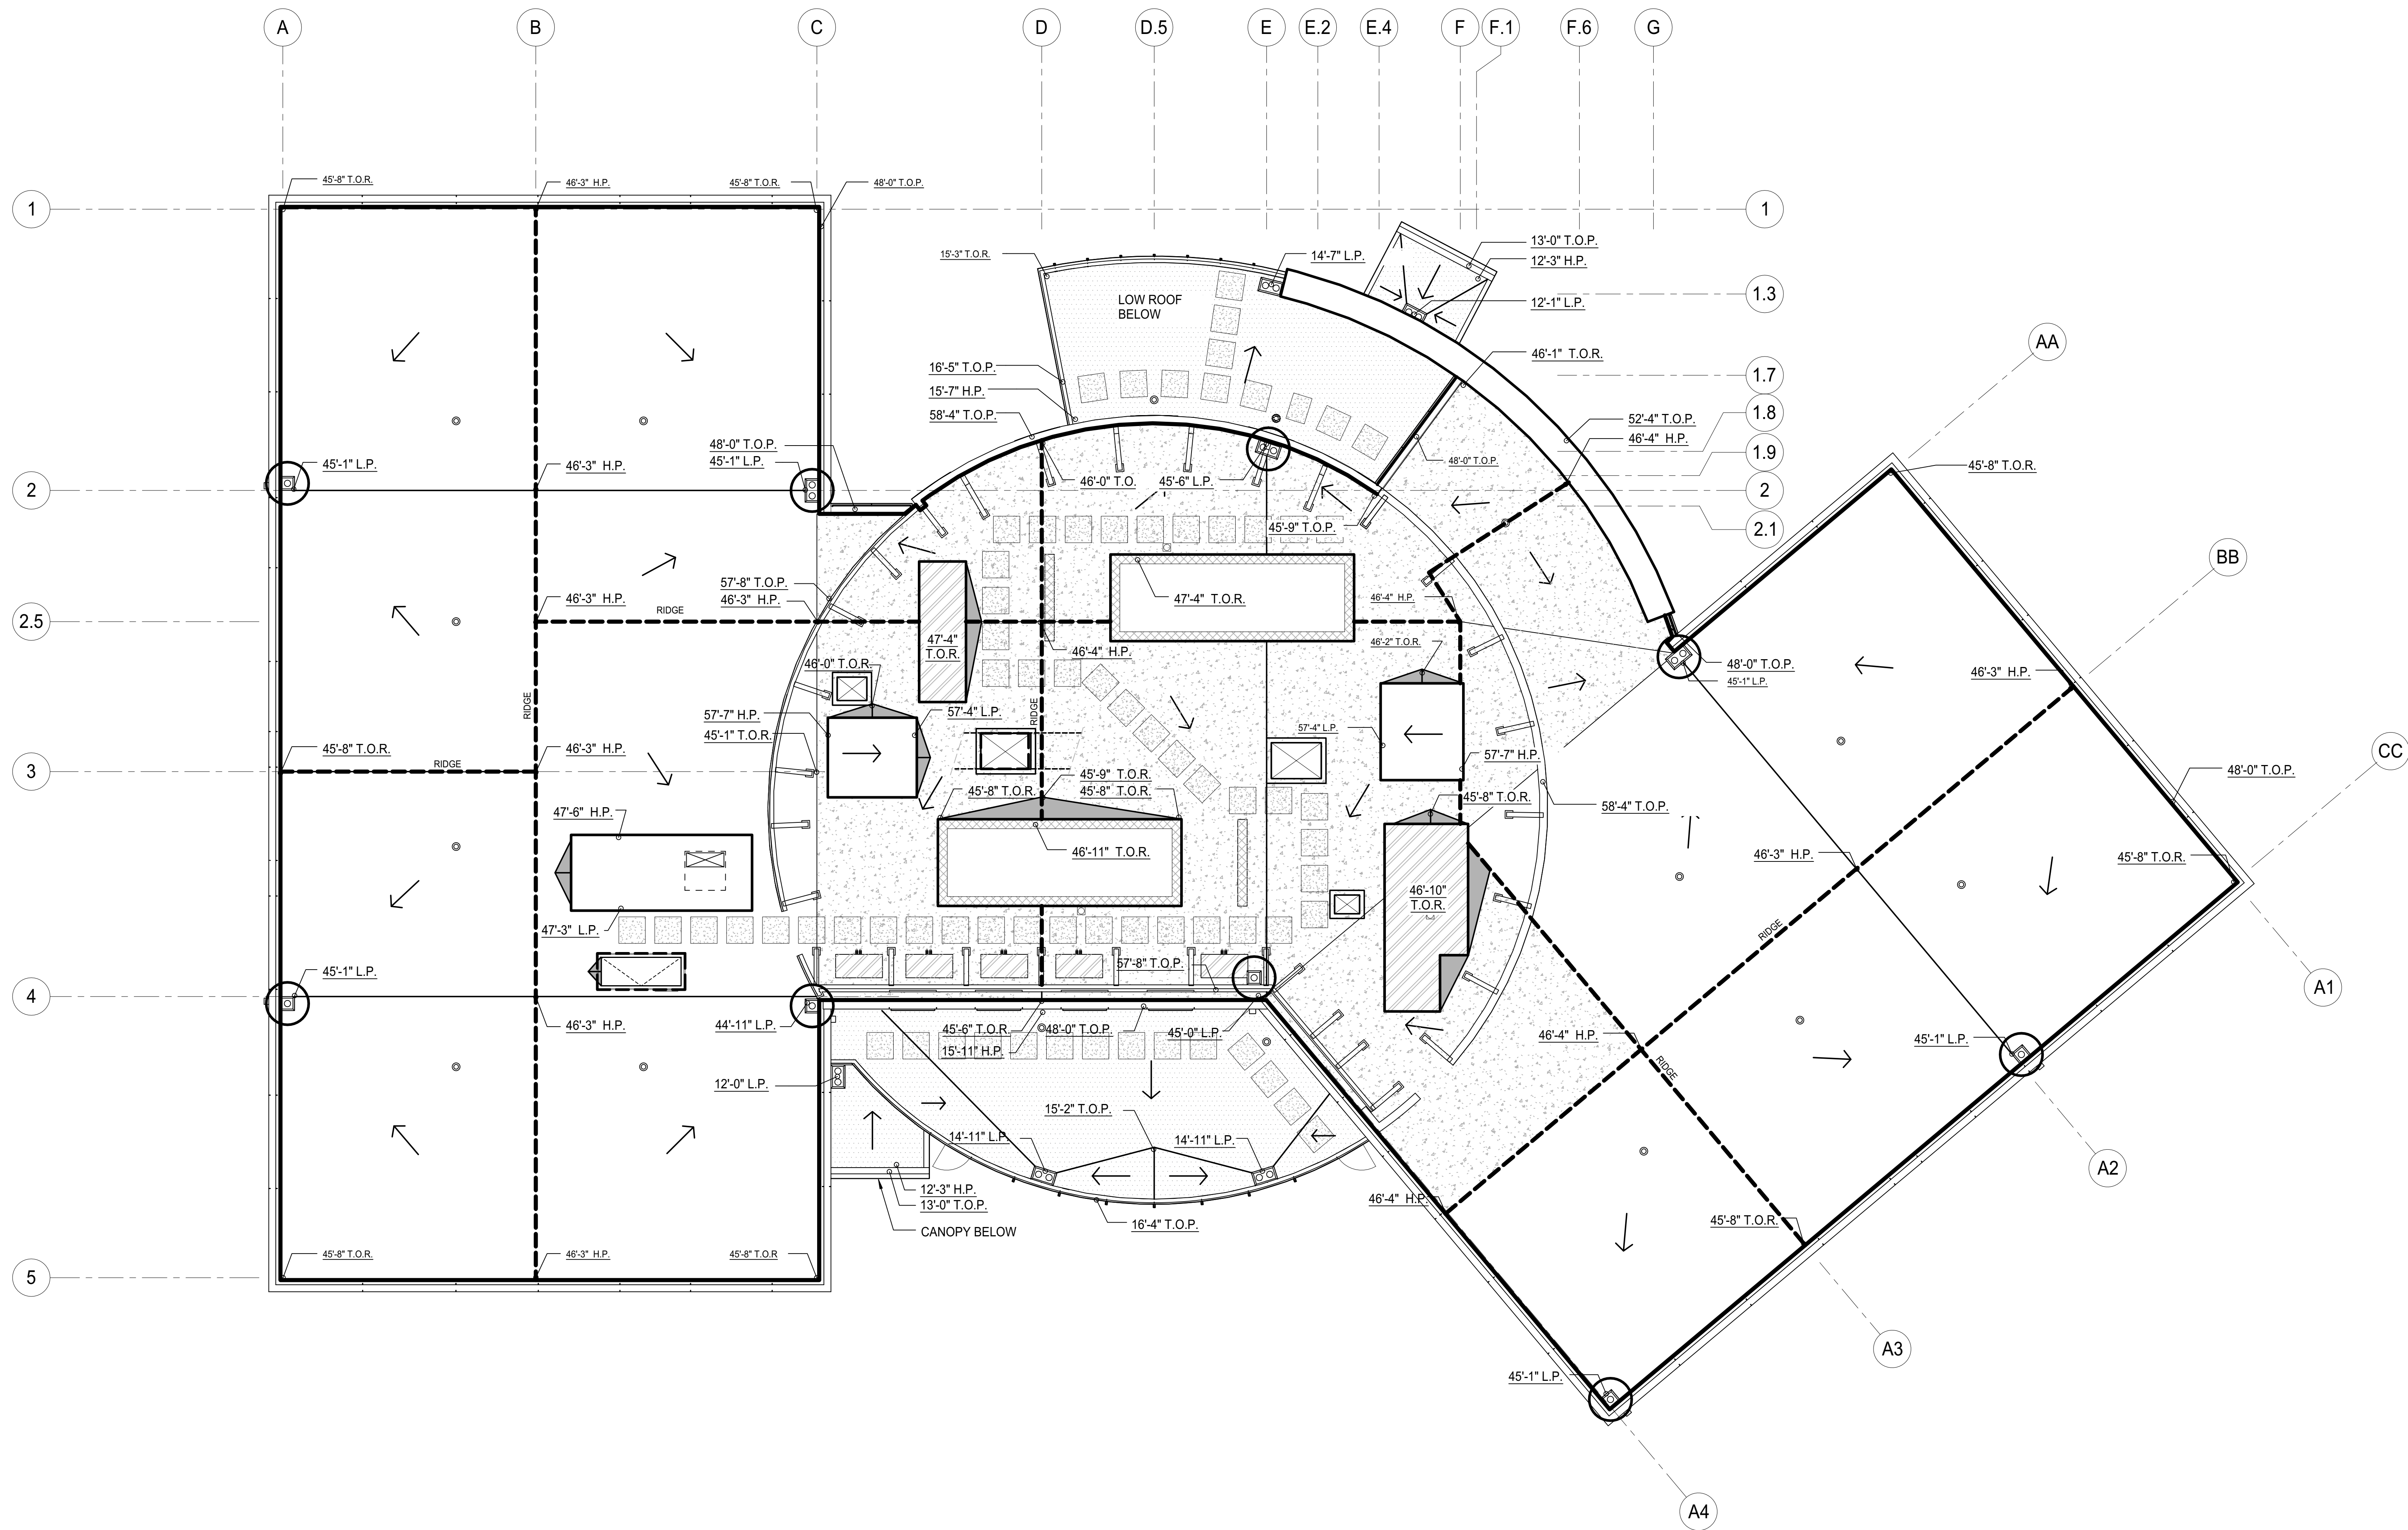 A
B
C
D
D.5
E
E.2
E.4
F
F.1
F.6
G
45'-8" T.O.R.
46'-3" H.P.
45'-8" T.O.R.
48'-0" T.O.P.
1
1
15'-3" T.O.R.
14'-7" L.P.
13'-0" T.O.P.
12'-3" H.P.
LOW ROOF
BELOW
12'-1" L.P.
1.3
AA
16'-5" T.O.P.
15'-7" H.P.
58'-4" T.O.P.
46'-1" T.O.R.
1.7
1.8
52'-4" T.O.P.
46'-4" H.P.
48'-0" T.O.P.
45'-1" L.P.
45'-1" L.P.
46'-3" H.P.
48'-0" T.O.P.
1.9
45'-8" T.O.R.
2
46'-0" T.O.
45'-6" L.P.
2
45'-9" T.O.P.
2.1
BB
57'-8" T.O.P.
46'-3" H.P.
46'-3" H.P.
RIDGE
47'-4" T.O.R.
46'-4" H.P.
2.5
47'-4"
T.O.R.
46'-4" H.P.
46'-2" T.O.R.
46'-0" T.O.R.
48'-0" T.O.P.
45'-1" L.P.
46'-3" H.P.
RIDGE
RIDGE
57'-7" H.P.
57'-4" L.P.
45'-1" T.O.R.
57'-4" L.P.
57'-7" H.P.
CC
45'-8" T.O.R.
46'-3" H.P.
RIDGE
3
45'-9" T.O.R.
45'-8" T.O.R.
45'-8" T.O.R.
45'-8" T.O.R.
58'-4" T.O.P.
48'-0" T.O.P.
47'-6" H.P.
46'-11" T.O.R.
46'-3" H.P.
45'-8" T.O.R.
46'-10"
T.O.R.
47'-3" L.P.
RIDGE
45'-1" L.P.
57'-8" T.O.P.
A1
4
46'-3" H.P.
44'-11" L.P.
45'-6" T.O.R.
48'-0" T.O.P.
45'-0" L.P.
15'-11" H.P.
46'-4" H.P.
RIDGE
45'-1" L.P.
12'-0" L.P.
15'-2" T.O.P.
14'-11" L.P.
14'-11" L.P.
A2
12'-3" H.P.
13'-0" T.O.P.
CANOPY BELOW
16'-4" T.O.P.
46'-4" H.P.
45'-8" T.O.R.
45'-8" T.O.R.
46'-3" H.P.
45'-8" T.O.R
5
A3
45'-1" L.P.
A4